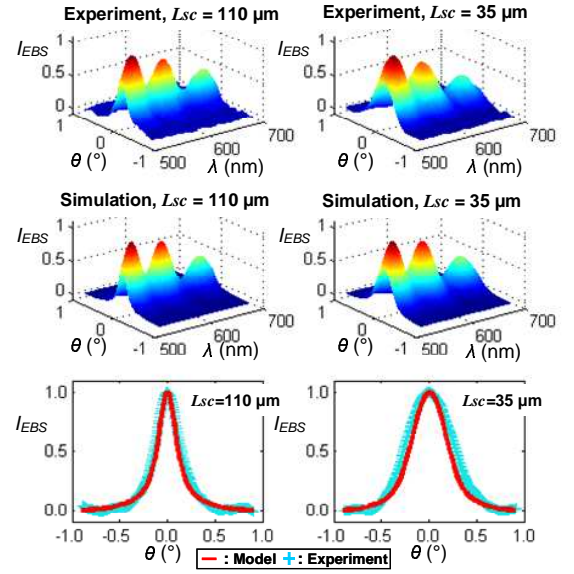 Experiment, Lsc = 110 µm
Experiment, Lsc = 35 µm
IEBS
1
0.5
0
1
0
-1
θ (°)
500
600
700
λ (nm)
IEBS
1
0.5
0
1
0
-1
θ (°)
500
600
700
λ (nm)
Simulation, Lsc = 110 µm
Simulation, Lsc = 35 µm
IEBS
1
0.5
0
1
0
-1
θ (°)
500
600
700
λ (nm)
IEBS
1
0.5
0
1
0
-1
θ (°)
500
600
700
λ (nm)
Lsc=110 µm
IEBS
1.0
0.5
0.0
-1.0 -0.5 0.0 0.5 1.0
θ (°)
Lsc=35 µm
IEBS
1.0
0.5
0.0
-1.0 -0.5 0.0 0.5 1.0
θ (°)
: Model : Experiment